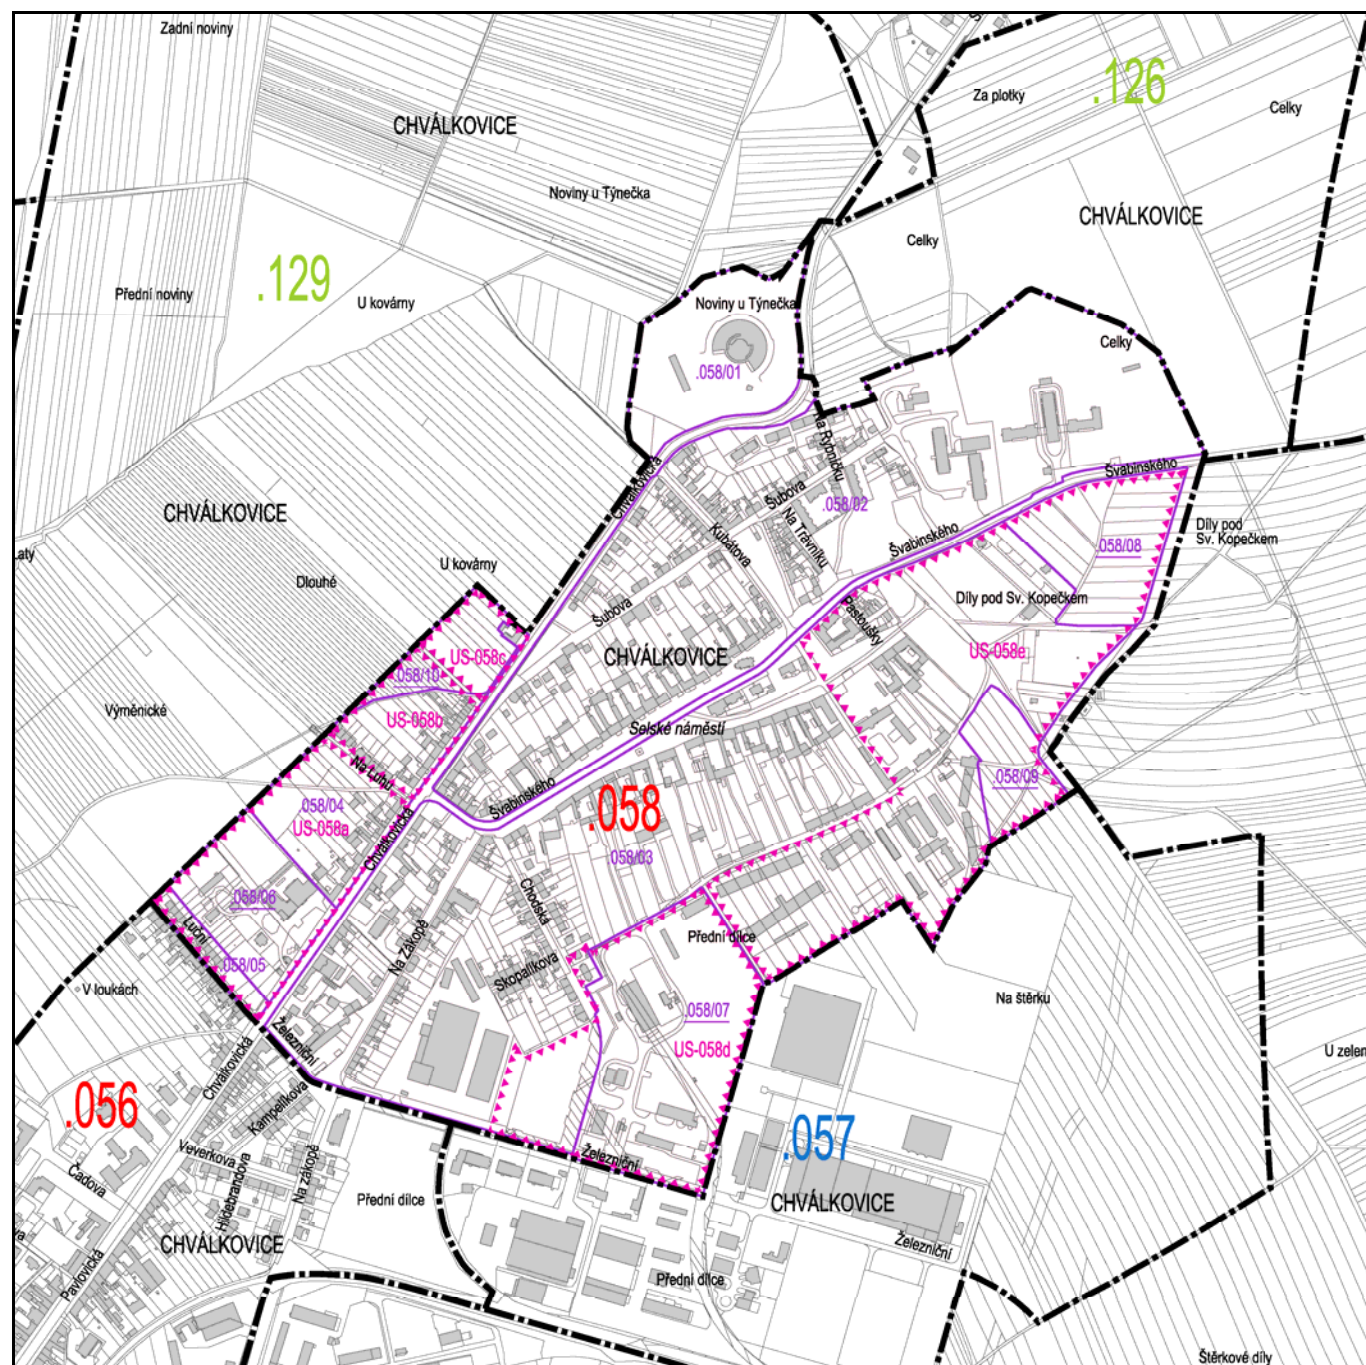 Zadní noviny
.126
Za plotky
Celky
CHVÁLKOVICE
Noviny u Týnečka
CHVÁLKOVICE
Celky
.129
Přední noviny
U kovárny
Noviny u Týnečka
Celky
.058/01
Na Rybníčku
Chválkovická
Švabinského
Šubova
.058/02
CHVÁLKOVICE
Kubátova
Na Trávníku
Švabinského
Díly pod
Sv. Kopečkem
.058/08
Laty
U kovárny
Dlouhé
Díly pod Sv. Kopečkem
Pastoušky
Šubova
CHVÁLKOVICE
US-058e
US-058c
.058/10
Výměnické
US-058b
Selské náměstí
Na Luhu
.058/09
Švabinského
.058
.058/04
US-058a
Chválkovická
.058/03
.058/06
Chodská
Luční
Na Zákopě
Přední dílce
.058/05
Skopalíkova
V loukách
Na štěrku
.058/07
Železniční
US-058d
Chválkovická
U zelen
.056
Kampelíkova
.057
Veverkova
Železniční
Čadova
Na zákopě
Hildebrandova
Přední dílce
CHVÁLKOVICE
CHVÁLKOVICE
Železniční
Pavlovická
Přední dílce
Štěrkové díly